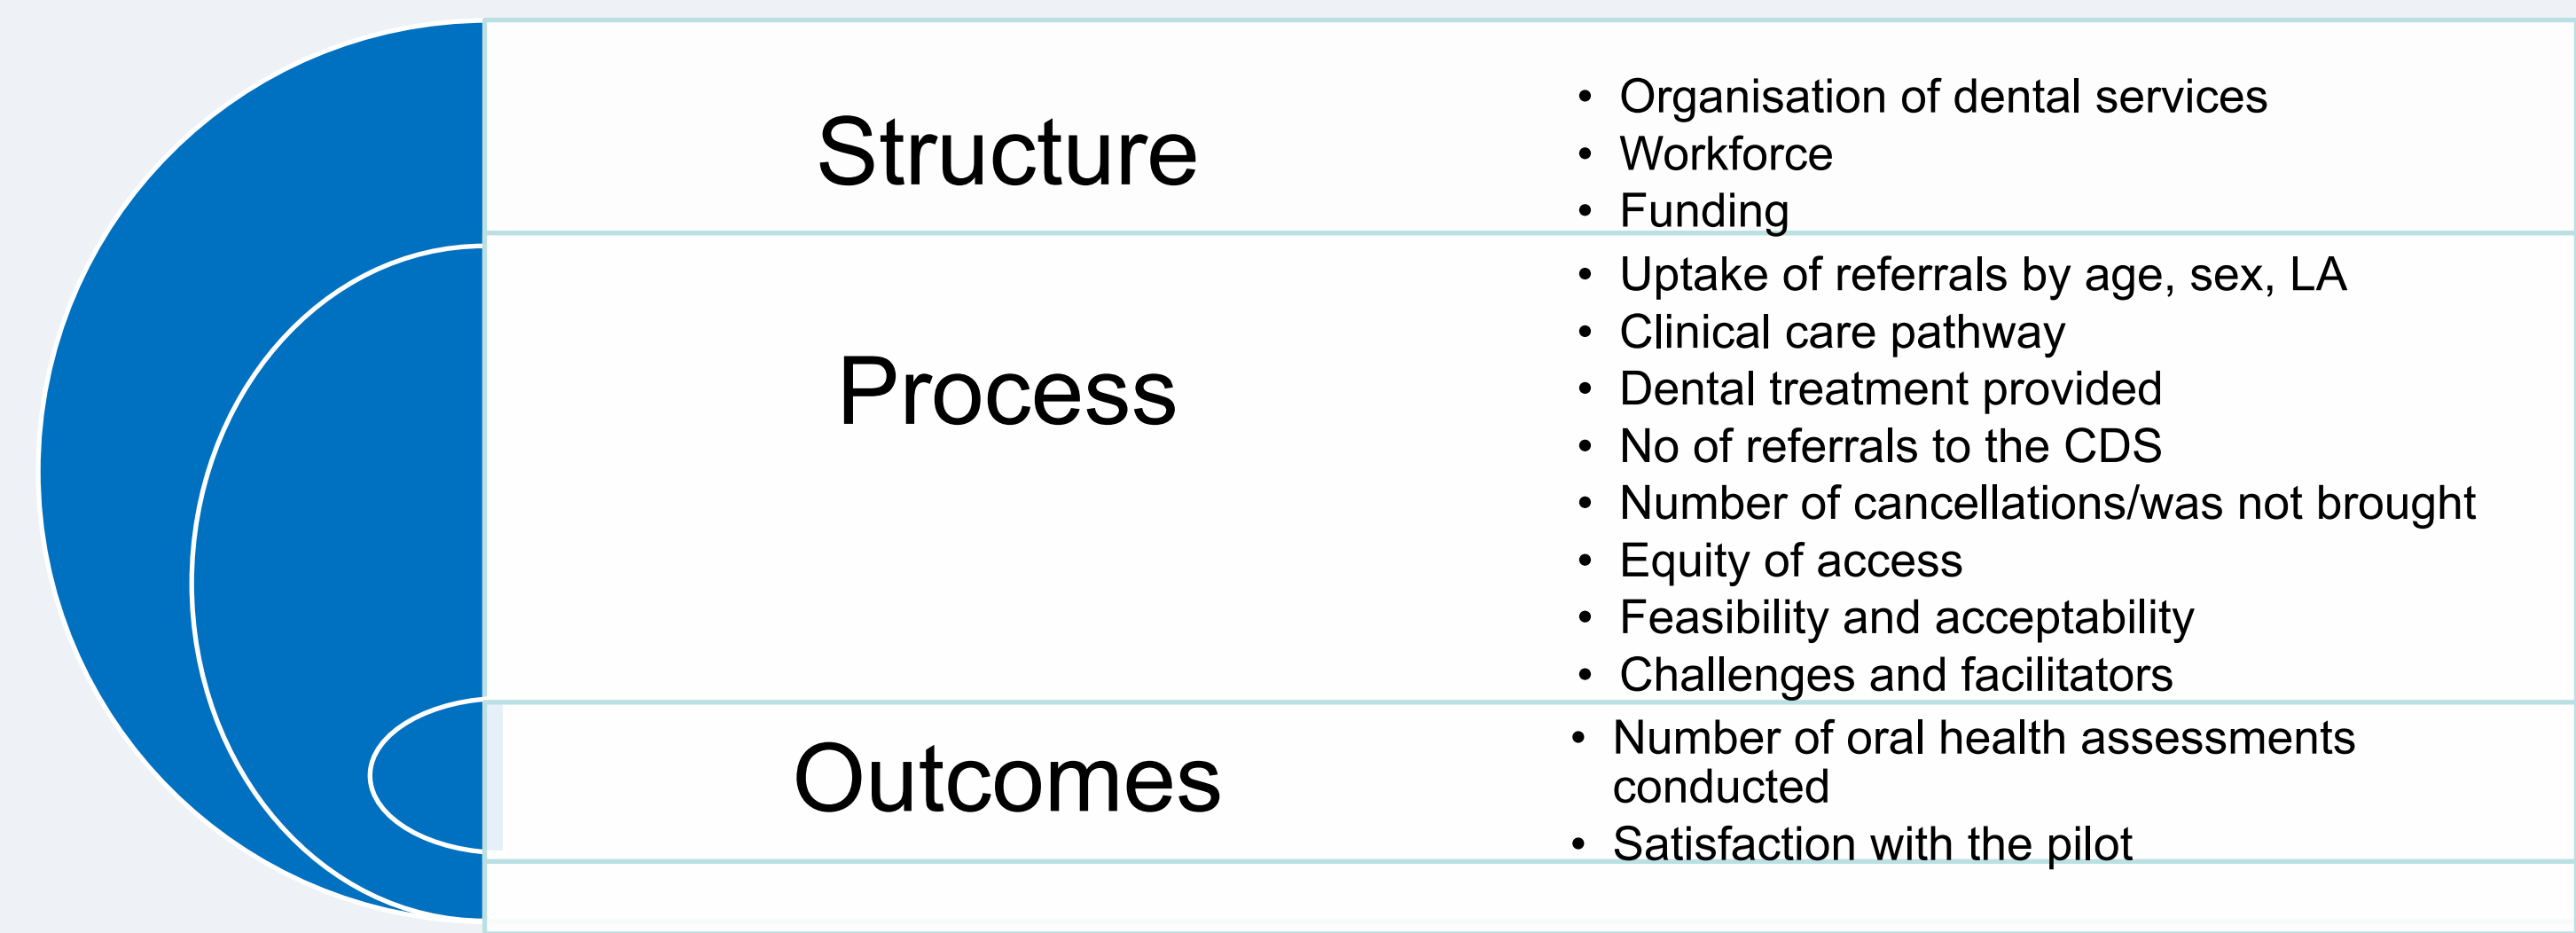 Structure
• Organisation of dental services
• Workforce
• Funding
Process
• Uptake of referrals by age, sex, LA
• Clinical care pathway
• Dental treatment provided
• No of referrals to the CDS
• Number of cancellations/was not brought
• Equity of access
• Feasibility and acceptability
• Challenges and facilitators
Outcomes
• Number of oral health assessments
conducted
• Satisfaction with the pilot